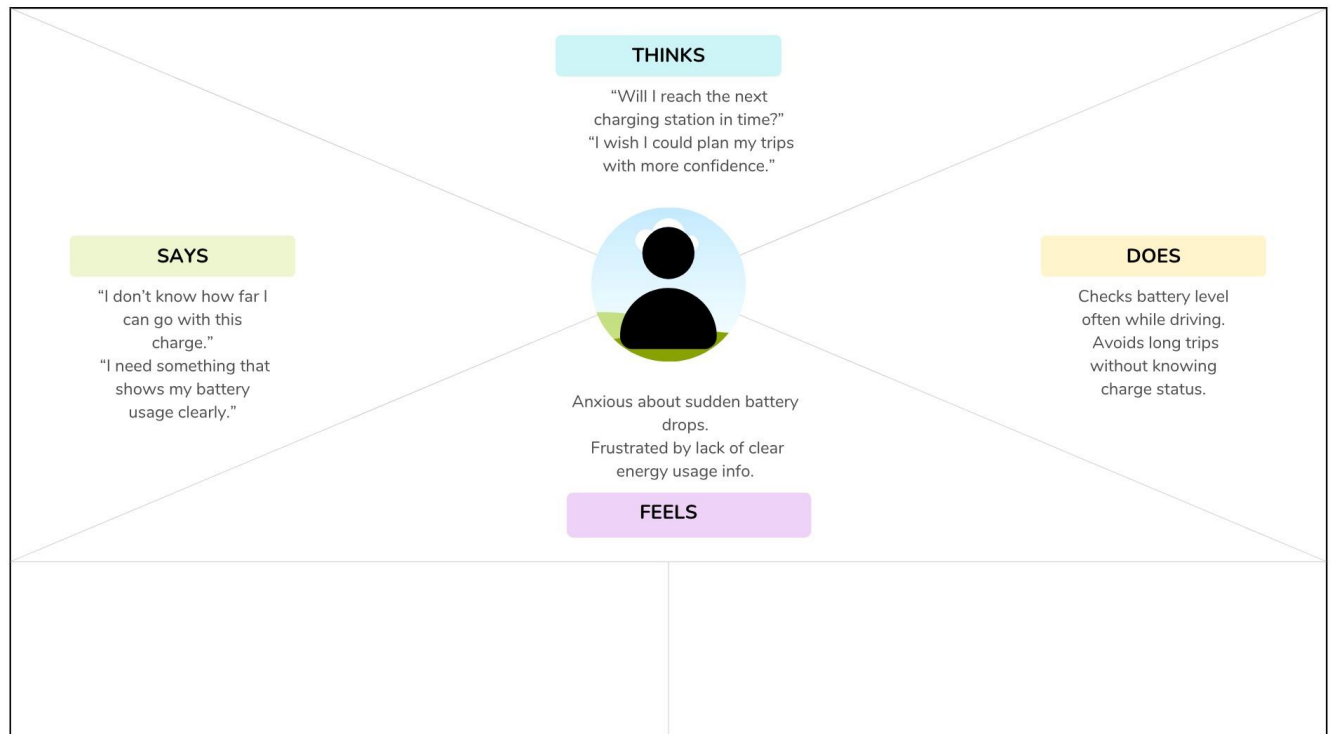 THINKS
“Will I reach the next
charging station in time?”
“I wish I could plan my trips
with more confidence.”
SAYS
“I don’t know how far I
can go with this
charge.”
“I need something that
shows my battery
usage clearly.”
DOES
Checks battery level
often while driving.
Avoids long trips
without knowing
charge status.
Anxious about sudden battery
drops.
Frustrated by lack of clear
energy usage info.
FEELS